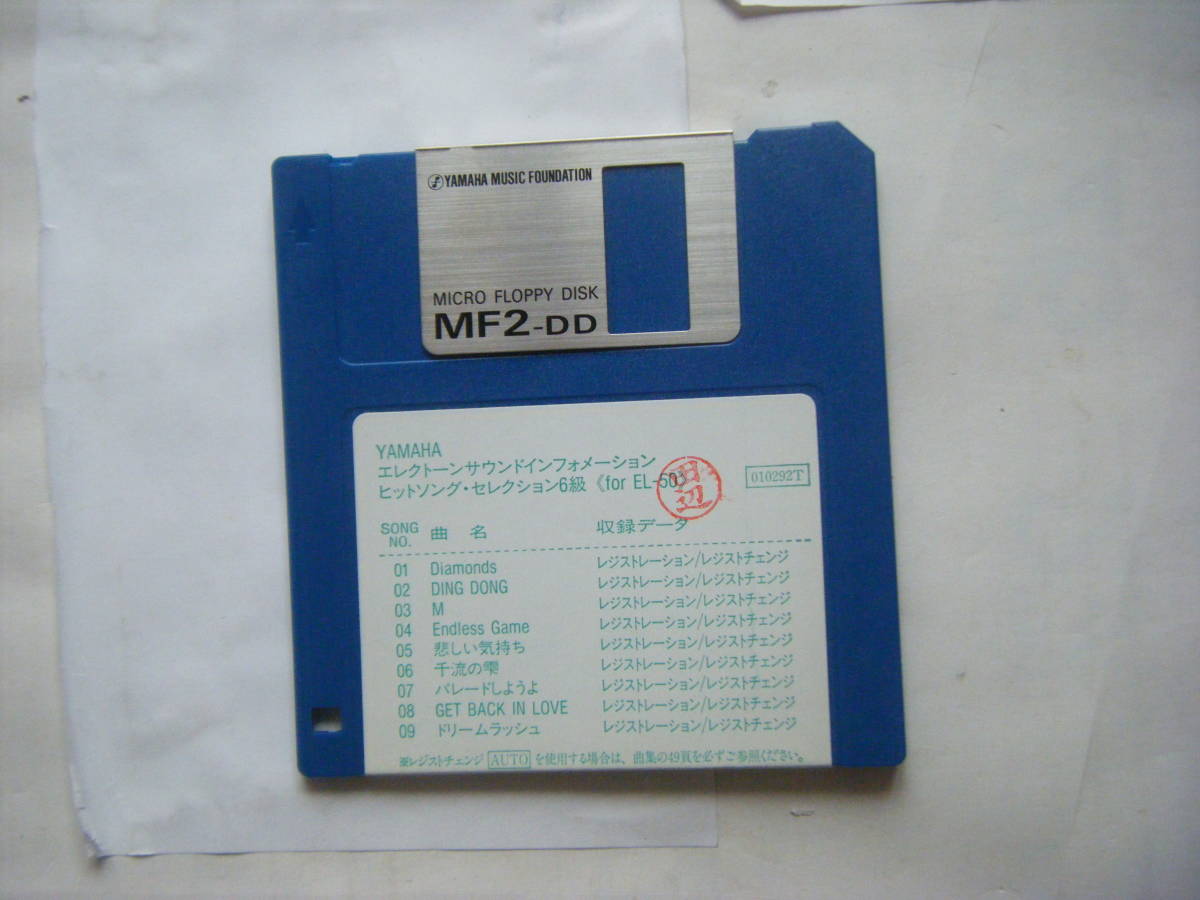 YAMAHA MUSIC FOUNDATION
MICRO FLOPPY DISK
MF2-DD
YAMAHA
エレクトーンサウンドインフォメーション
ヒットソング・セレクション6級《for EL-50》
田辺
010292T
SONG NO. 曲 名 収録データ
01 Diamonds レジストレーション/レジストチェンジ
02 DING DONG レジストレーション/レジストチェンジ
03 M レジストレーション/レジストチェンジ
04 Endless Game レジストレーション/レジストチェンジ
05 悲しい気持ち レジストレーション/レジストチェンジ
06 千流の雫 レジストレーション/レジストチェンジ
07 パレードしようよ レジストレーション/レジストチェンジ
08 GET BACK IN LOVE レジストレーション/レジストチェンジ
09 ドリームラッシュ レジストレーション/レジストチェンジ
※レジストチェンジ AUTO を使用する場合は、曲集の49頁を必ずご参照ください。